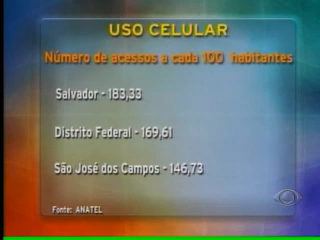 USO CELULAR
Número de acessos a cada 100 habitantes
Salvador - 183,33
Distrito Federal - 169,61
São José dos Campos - 146,73
Fonte: ANATEL